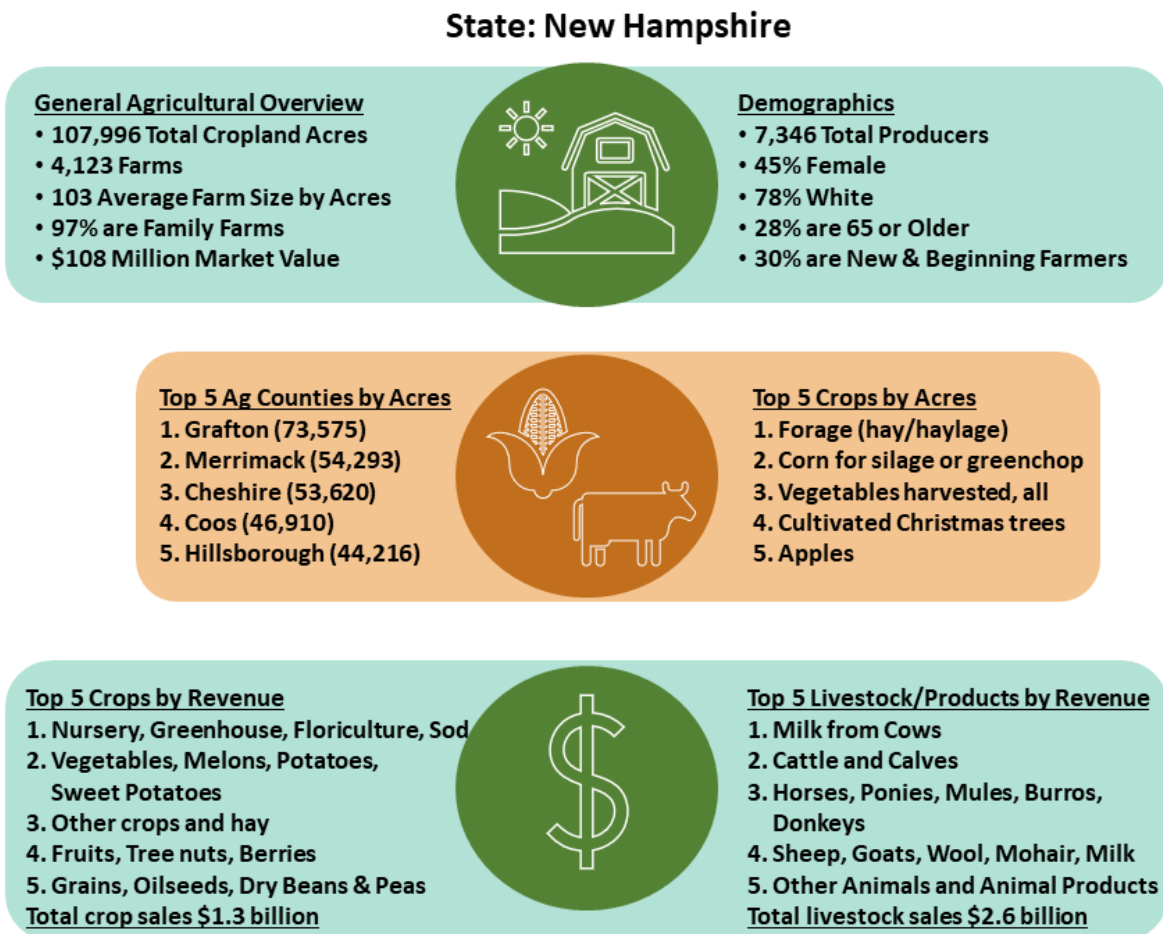 State: New Hampshire
General Agricultural Overview
• 107,996 Total Cropland Acres
• 4,123 Farms
• 103 Average Farm Size by Acres
• 97% are Family Farms
• $108 Million Market Value
Demographics
• 7,346 Total Producers
• 45% Female
• 78% White
• 28% are 65 or Older
• 30% are New & Beginning Farmers
Top 5 Ag Counties by Acres
1. Grafton (73,575)
2. Merrimack (54,293)
3. Cheshire (53,620)
4. Coos (46,910)
5. Hillsborough (44,216)
Top 5 Crops by Acres
1. Forage (hay/haylage)
2. Corn for silage or greenchop
3. Vegetables harvested, all
4. Cultivated Christmas trees
5. Apples
Top 5 Crops by Revenue
1. Nursery, Greenhouse, Floriculture, Sod
2. Vegetables, Melons, Potatoes,
Sweet Potatoes
3. Other crops and hay
4. Fruits, Tree nuts, Berries
5. Grains, Oilseeds, Dry Beans & Peas
Total crop sales $1.3 billion
Top 5 Livestock/Products by Revenue
1. Milk from Cows
2. Cattle and Calves
3. Horses, Ponies, Mules, Burros,
Donkeys
4. Sheep, Goats, Wool, Mohair, Milk
5. Other Animals and Animal Products
Total livestock sales $2.6 billion